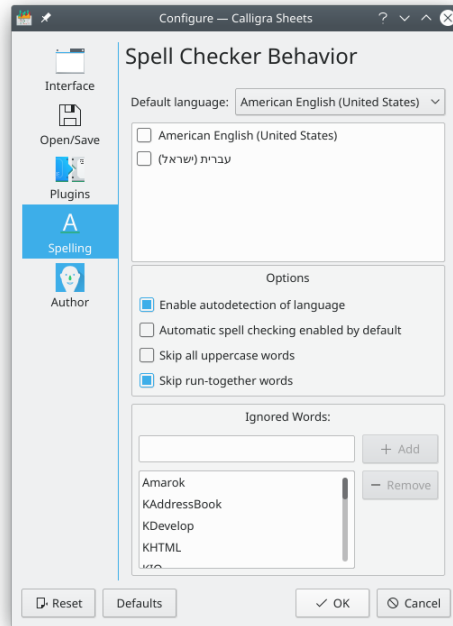 Configure — Calligra Sheets
Spell Checker Behavior
Interface
Open/Save
Plugins
Spelling
Author
Default language:
American English (United States)
American English (United States)
עברית (ישראל)
Options
Enable autodetection of language
Automatic spell checking enabled by default
Skip all uppercase words
Skip run-together words
Ignored Words:
+ Add
− Remove
Amarok
KAddressBook
KDevelop
KHTML
Reset
Defaults
OK
Cancel